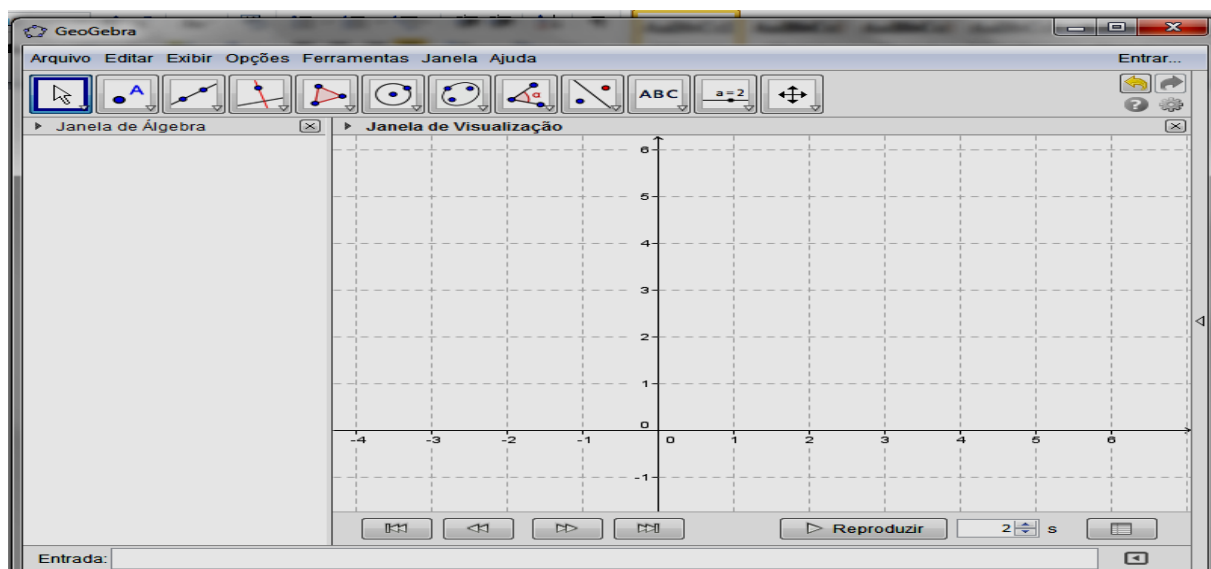 GeoGebra
Arquivo Editar Exibir Opções Ferramentas Janela Ajuda Entrar...
A α ABC a=2
Janela de Álgebra Janela de Visualização
6
5
4
3
2
1
0
-4 -3 -2 -1 0 1 2 3 4 5 6
-1
Reproduzir 2 s
Entrada: